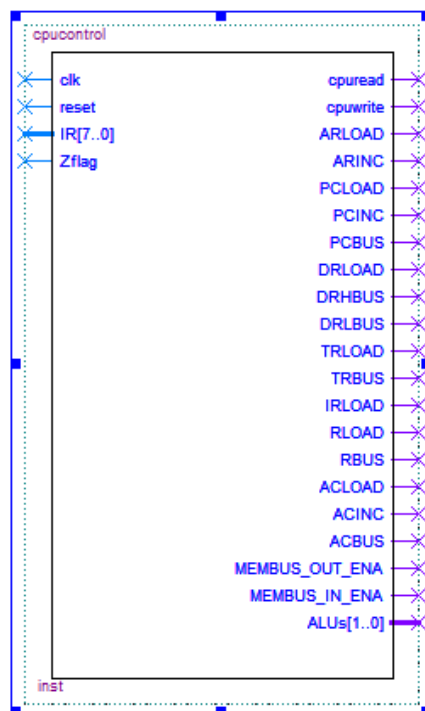 cpucontrol
clk cpuread
reset cpuwrite
IR[7..0] ARLOAD
Zflag ARINC
PCLOAD
PCINC
PCBUS
DRLOAD
DRHBUS
DRLBUS
TRLOAD
TRBUS
IRLOAD
RLOAD
RBUS
ACLOAD
ACINC
ACBUS
MEMBUS_OUT_ENA
MEMBUS_IN_ENA
ALUs[1..0]
inst